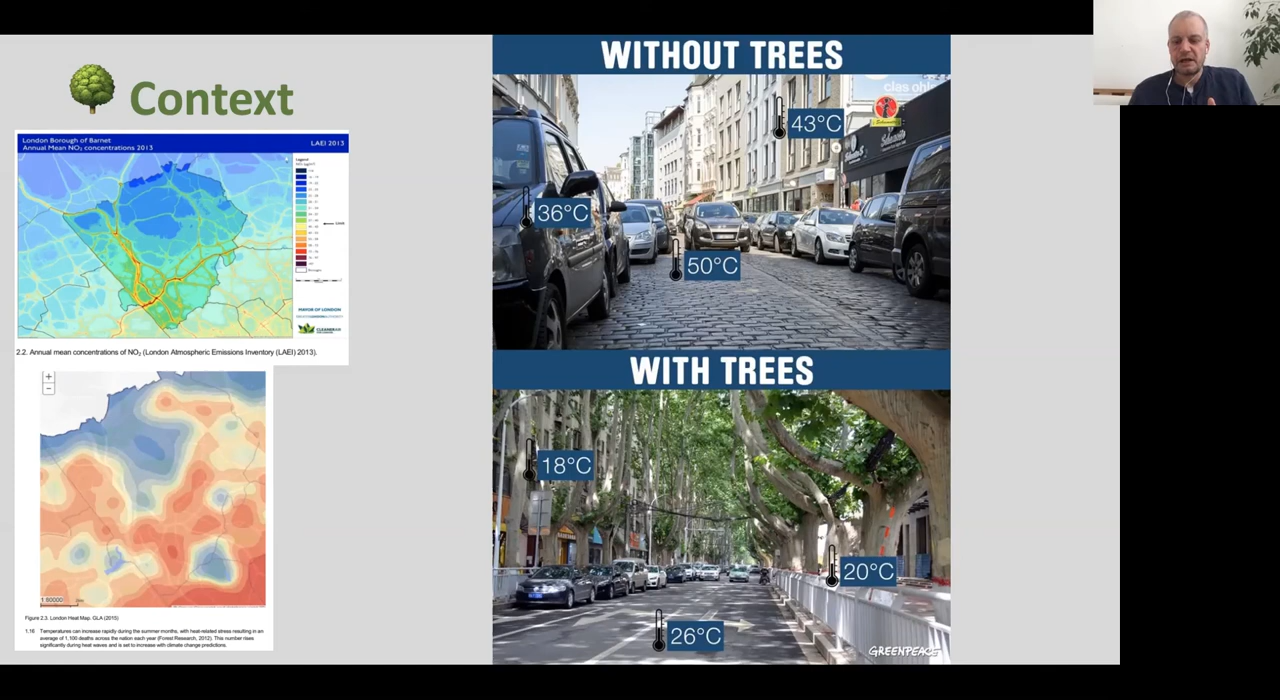 Context
London Borough of Barnet
Annual Mean NO₂ concentrations 2013
LAEI 2013
Legend
MAYOR OF LONDON
2.2. Annual mean concentrations of NO₂ (London Atmospheric Emissions Inventory (LAEI) 2013).
+
−
Figure 2.3. London Heat Map. GLA (2015)
1.16 Temperatures can increase rapidly during the summer months, with heat-related stress resulting in an
average of 1,100 deaths across the nation each year (Forest Research, 2012). This number rises
significantly during heat waves and is set to increase with climate change predictions.
WITHOUT TREES
clas ohl
43°C
36°C
50°C
WITH TREES
18°C
20°C
26°C
GREENPEACE